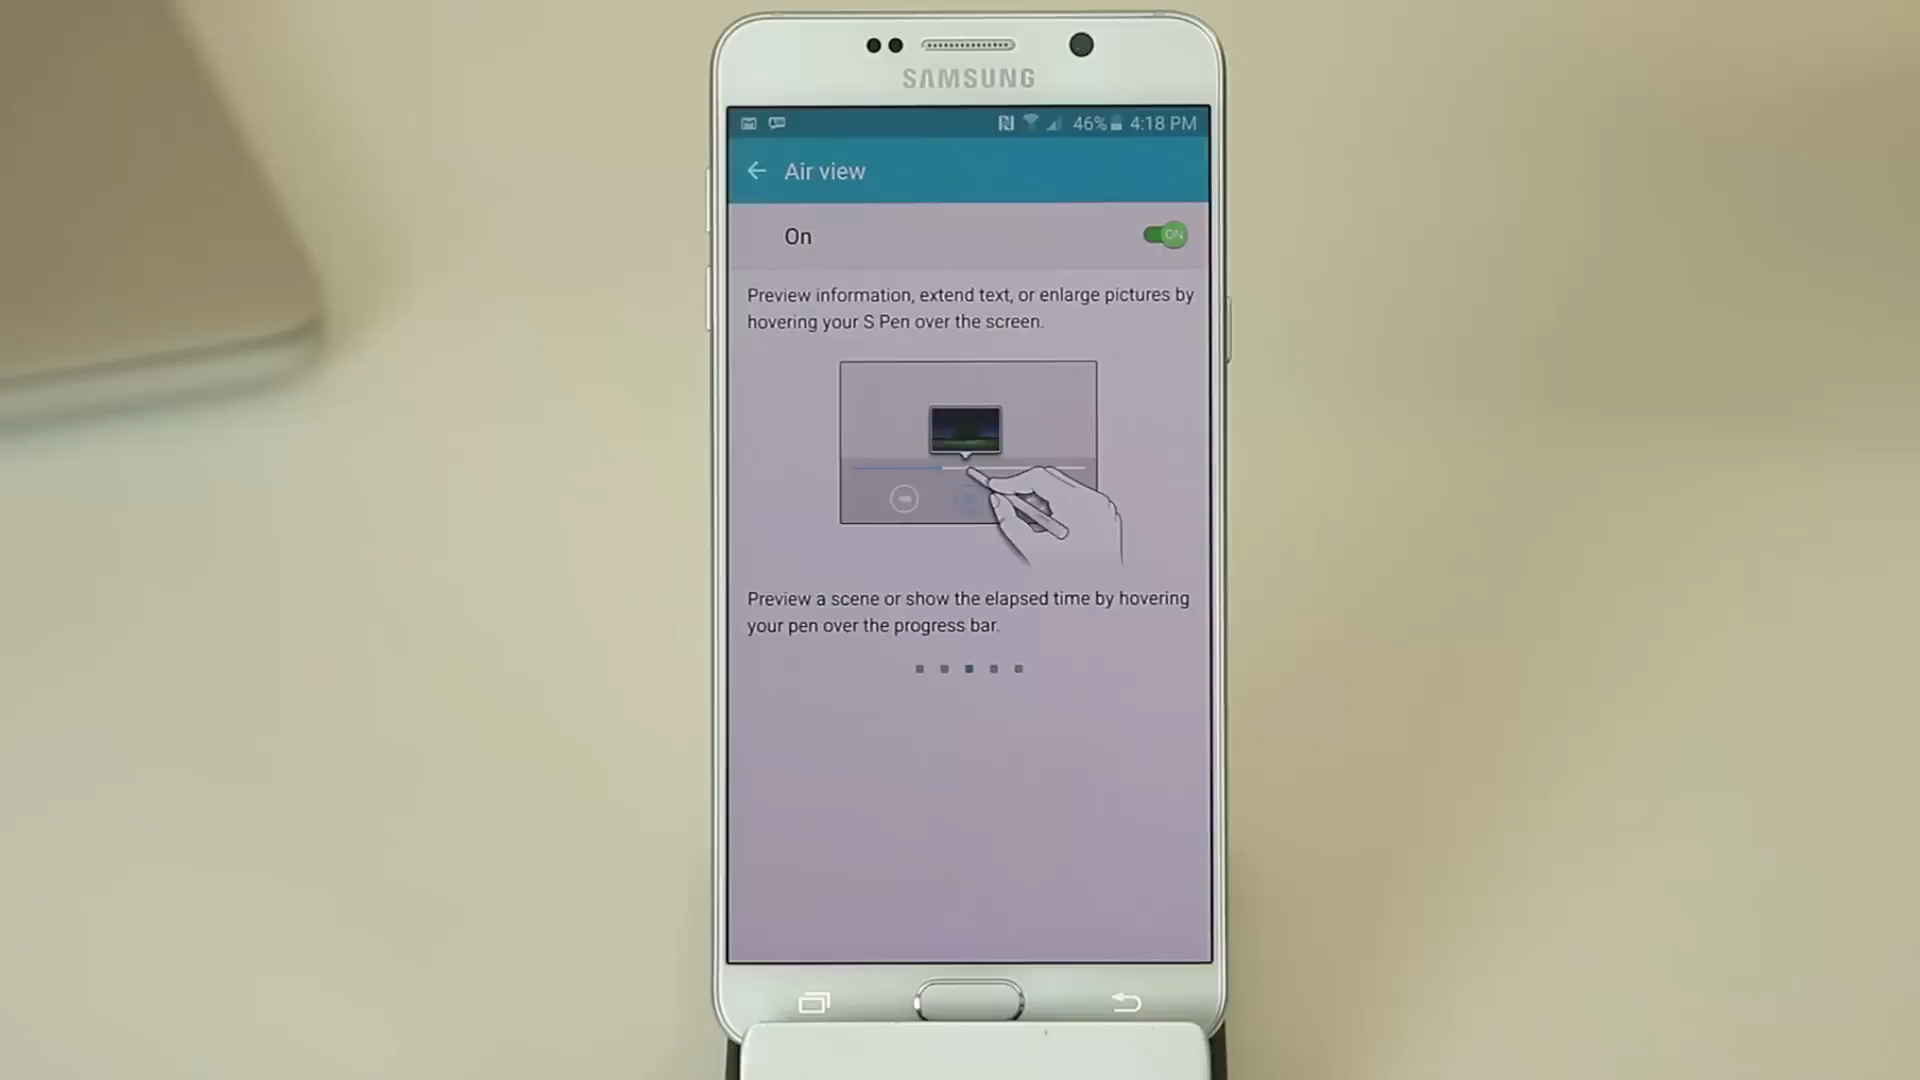 SAMSUNG
46% 4:18 PM
Air view
On
ON
Preview information, extend text, or enlarge pictures by
hovering your S Pen over the screen.
Preview a scene or show the elapsed time by hovering
your pen over the progress bar.